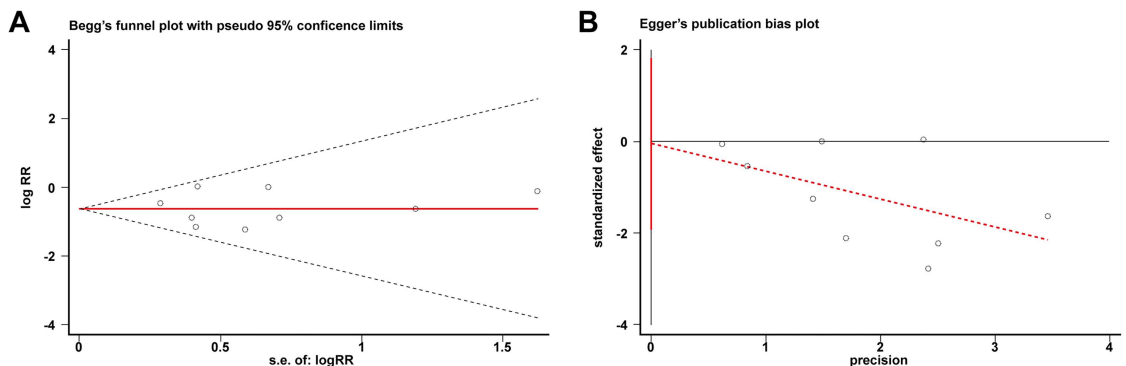 A
Begg's funnel plot with pseudo 95% conficence limits
4
2
0
-2
-4
log RR
0
0.5
1
1.5
s.e. of: logRR
B
Egger's publication bias plot
2
0
-2
-4
standardized effect
0
1
2
3
4
precision